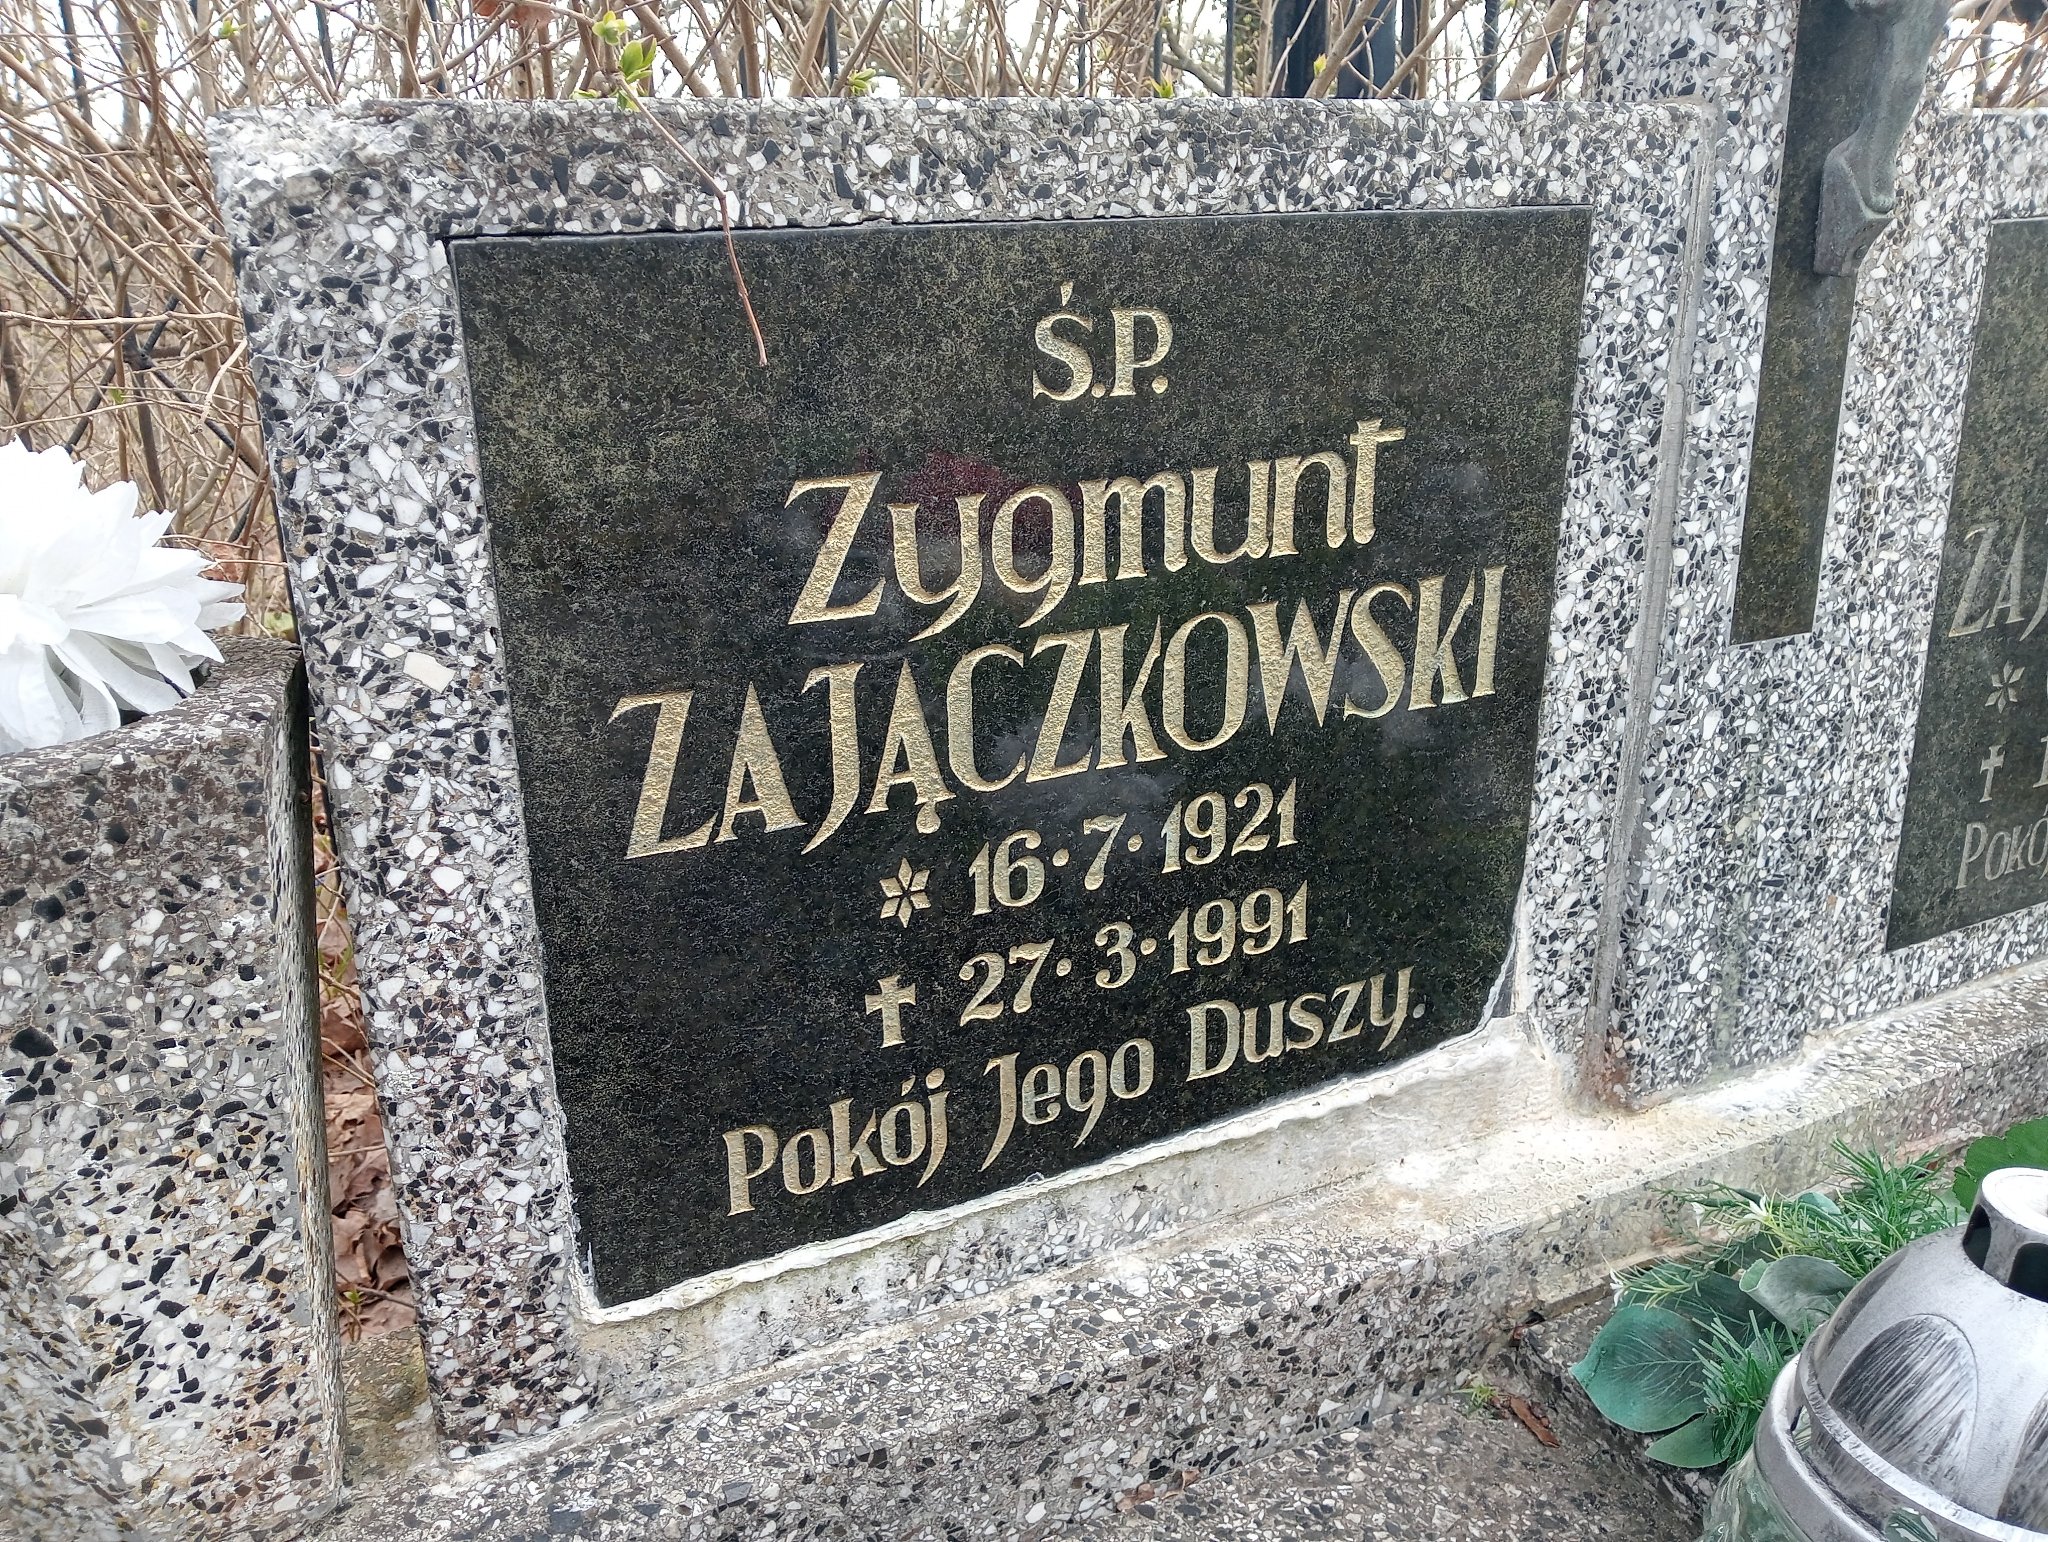 Ś.P.
Zygmunt
ZAJĄCZKOWSKI
* 16·7·1921
† 27·3·1991
Pokój Jego Duszy.